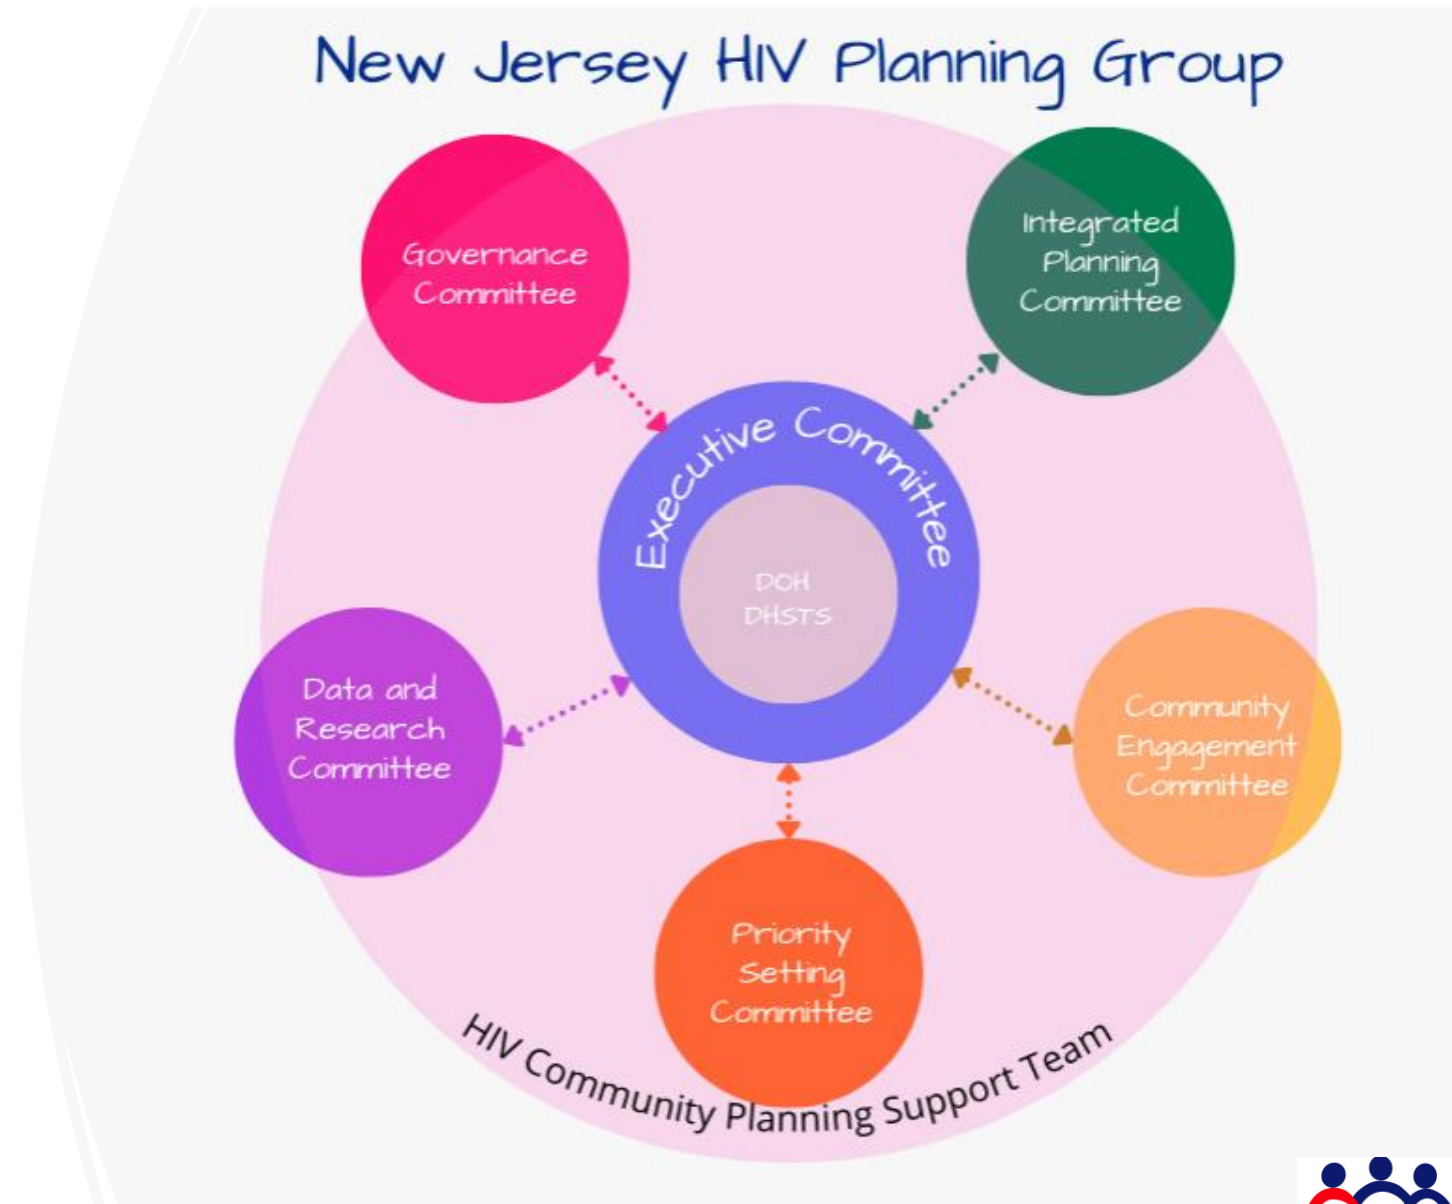 New Jersey HIV Planning Group
Governance
Committee
Integrated
Planning
Committee
Executive Committee
DOH
DHSTS
Data and
Research
Committee
Community
Engagement
Committee
Priority
Setting
Committee
HIV Community Planning Support Team